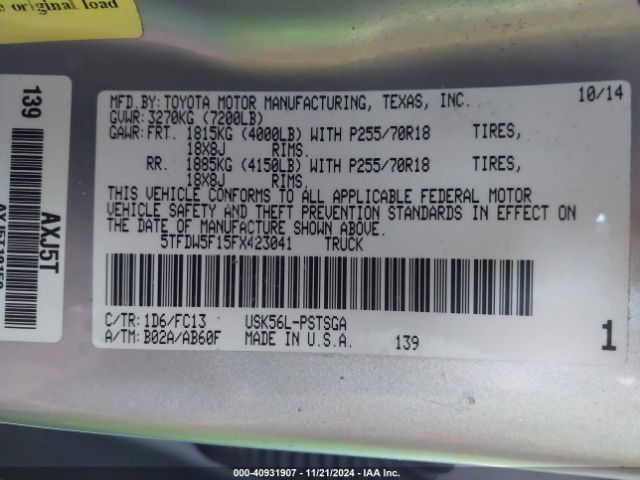 e original load
139
AXJ5T
MFD.BY: TOYOTA MOTOR MANUFACTURING, TEXAS, INC. 10/14
GVWR: 3270KG (7200LB)
GAWR: FRT. 1815KG (4000LB) WITH P255/70R18 TIRES,
18X8J RIMS.
RR. 1885KG (4150LB) WITH P255/70R18 TIRES,
18X8J RIMS.
THIS VEHICLE CONFORMS TO ALL APPLICABLE FEDERAL MOTOR
VEHICLE SAFETY AND THEFT PREVENTION STANDARDS IN EFFECT ON
THE DATE OF MANUFACTURE SHOWN ABOVE.
5TFDW5F15FX423041 TRUCK
C/TR: 1D6/FC13 USK56L-PSTSGA
A/TM: B02A/AB60F MADE IN U.S.A. 139 1
000-40931907 - 11/21/2024 - IAA Inc.